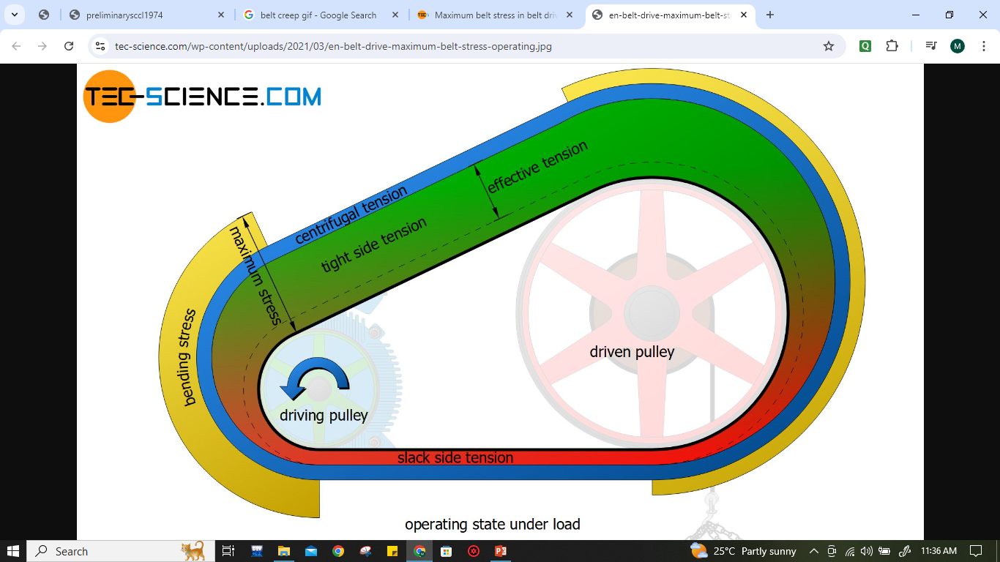 preliminarysccl1974
belt creep gif - Google Search
Maximum belt stress in belt driv
en-belt-drive-maximum-belt-st
tec-science.com/wp-content/uploads/2021/03/en-belt-drive-maximum-belt-stress-operating.jpg
Q
M
TEC-SCIENCE.COM
effective tension
centrifugal tension
tight side tension
maximum stress
bending stress
driven pulley
driving pulley
slack side tension
operating state under load
Search
25°C Partly sunny
11:36 AM